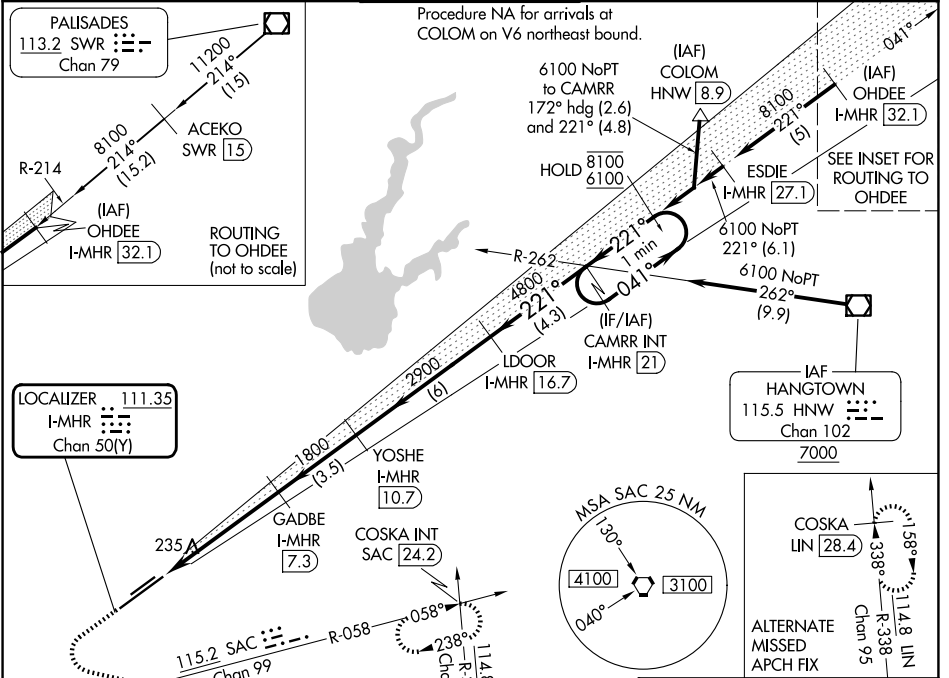 PALISADES
113.2 SWR
Chan 79
11200
214°
(15)
ACEKO
SWR 15
8100
214°
(15.2)
R-214
(IAF)
OHDEE
I-MHR 32.1
ROUTING
TO OHDEE
(not to scale)
Procedure NA for arrivals at
COLOM on V6 northeast bound.
6100 NoPT
to CAMRR
172° hdg (2.6)
and 221° (4.8)
(IAF)
COLOM
HNW 8.9
041°
(IAF)
OHDEE
I-MHR 32.1
8100
221°
(5)
SEE INSET FOR
ROUTING TO
OHDEE
HOLD 8100
6100
ESDIE
I-MHR 27.1
6100 NoPT
221° (6.1)
221°
1 min
041°
R-262
6100 NoPT
262°
(9.9)
4800
221°
(4.3)
(IF/IAF)
CAMRR INT
I-MHR 21
LDOOR
I-MHR 16.7
IAF
HANGTOWN
115.5 HNW
Chan 102
7000
2900
(6)
LOCALIZER 111.35
I-MHR
Chan 50(Y)
YOSHE
I-MHR
10.7
1800
(3.5)
GADBE
I-MHR
7.3
235
COSKA INT
SAC 24.2
MSA SAC 25 NM
130°
4100
3100
040°
COSKA
LIN 28.4
158°
338°
R-338
114.8 LIN
Chan 95
ALTERNATE
MISSED
APCH FIX
115.2 SAC
Chan 99
R-058
058°
238°
114.8